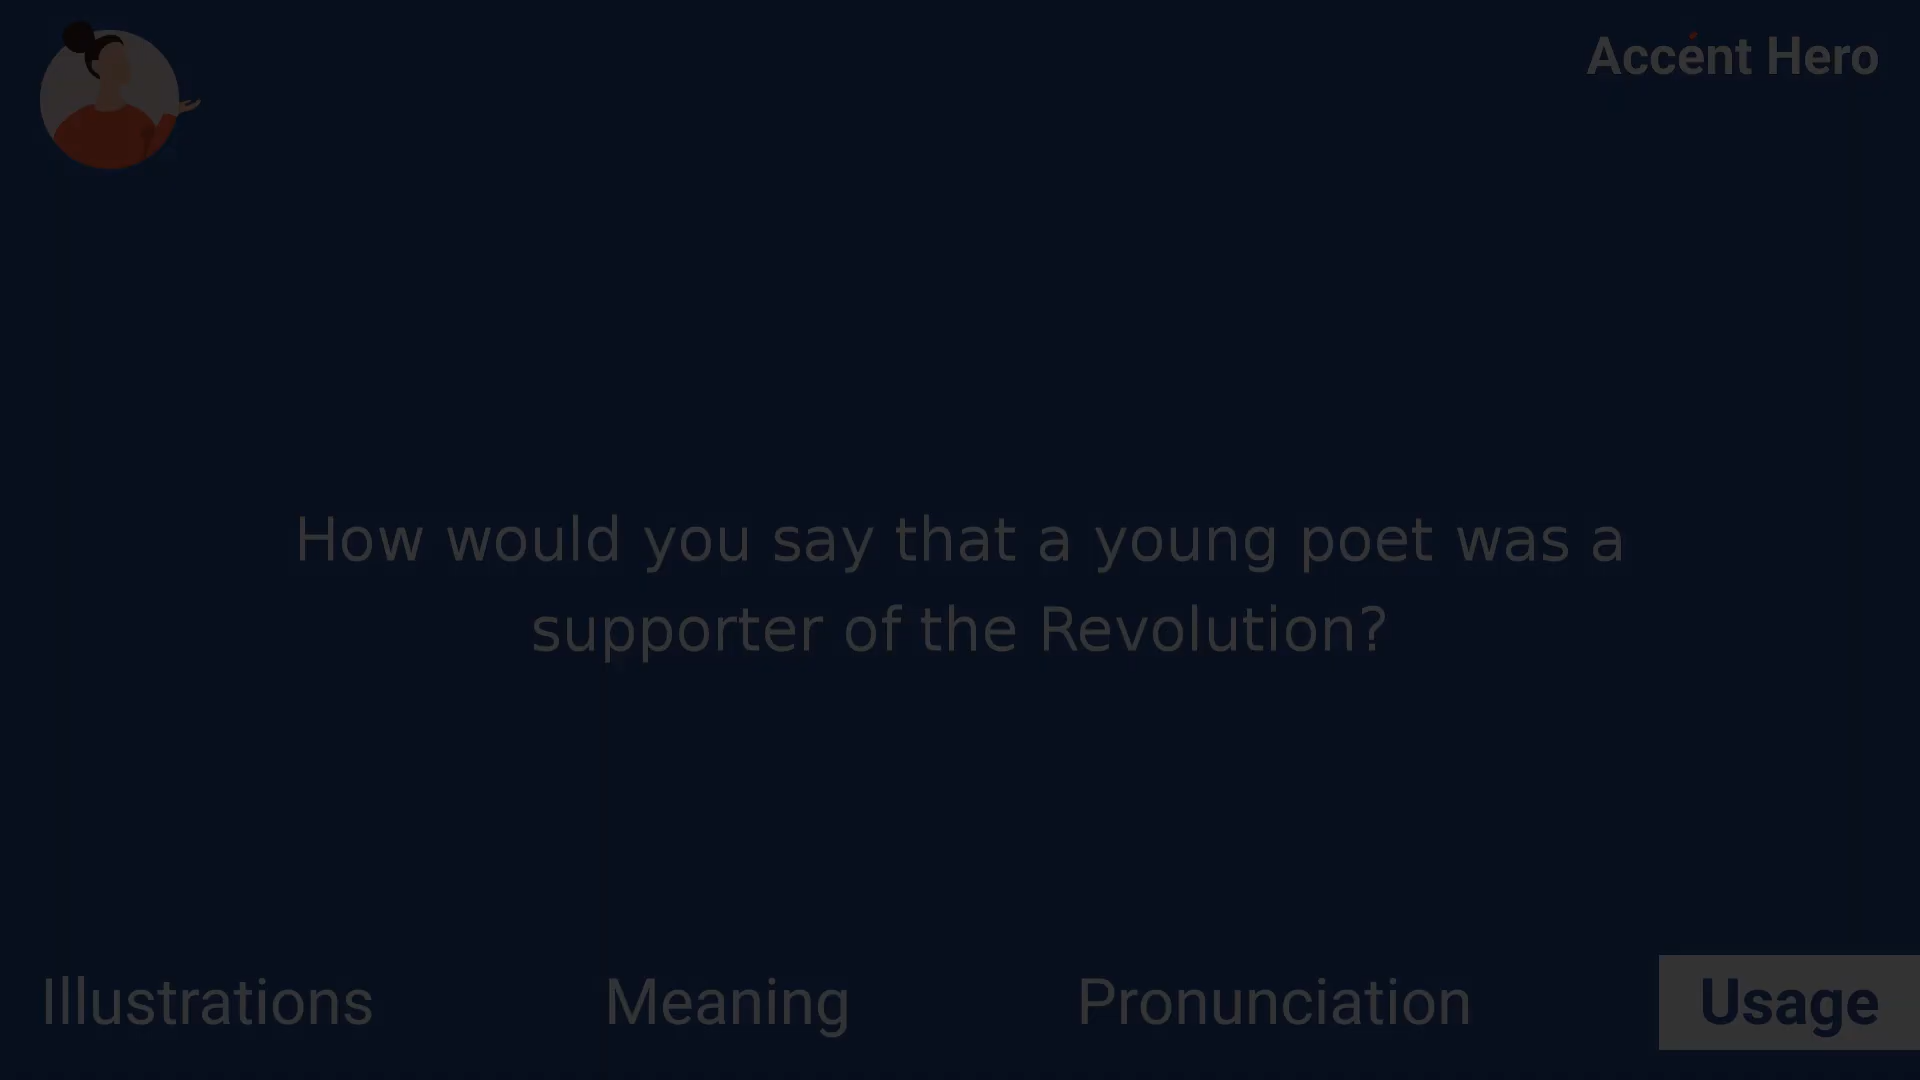 Accent Hero
How would you say that a young poet was a
supporter of the Revolution?
Illustrations
Meaning
Pronunciation
Usage